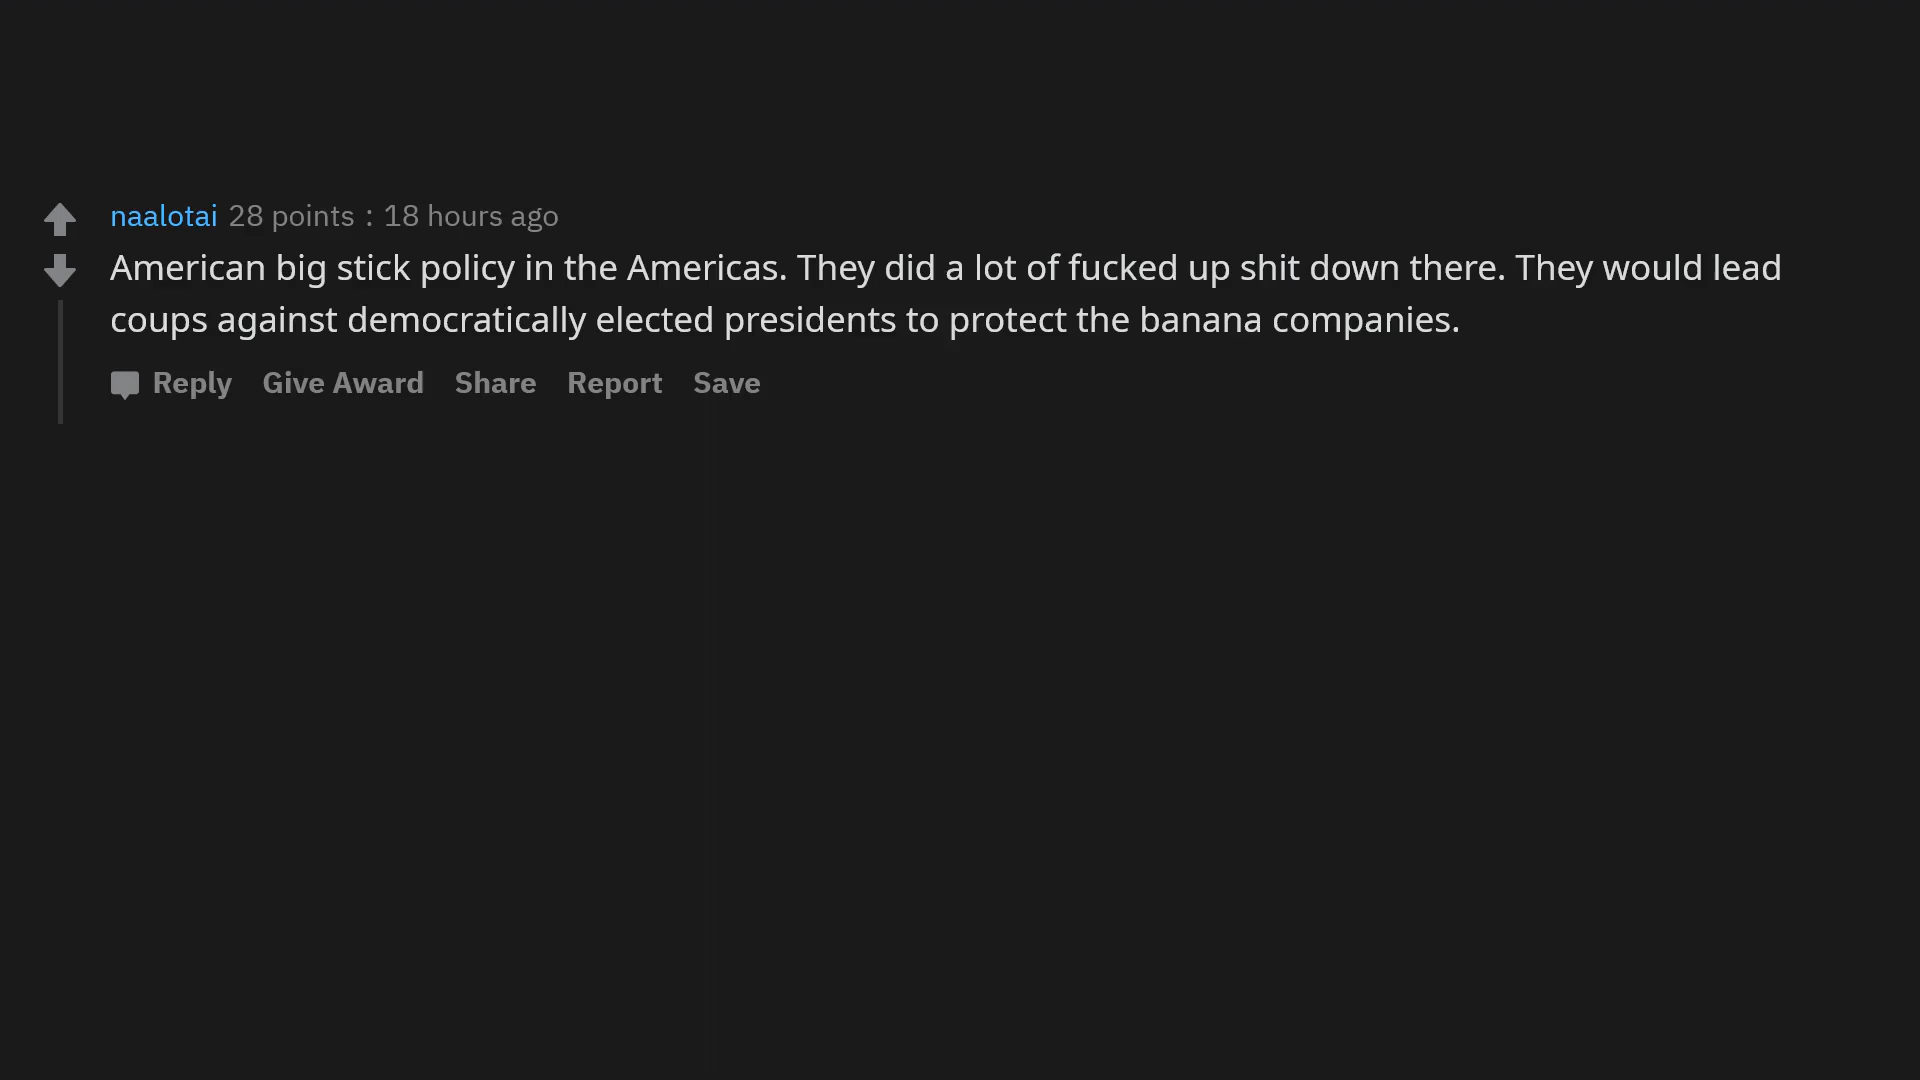 naalotai 28 points : 18 hours ago
American big stick policy in the Americas. They did a lot of fucked up shit down there. They would lead
coups against democratically elected presidents to protect the banana companies.
Reply Give Award Share Report Save